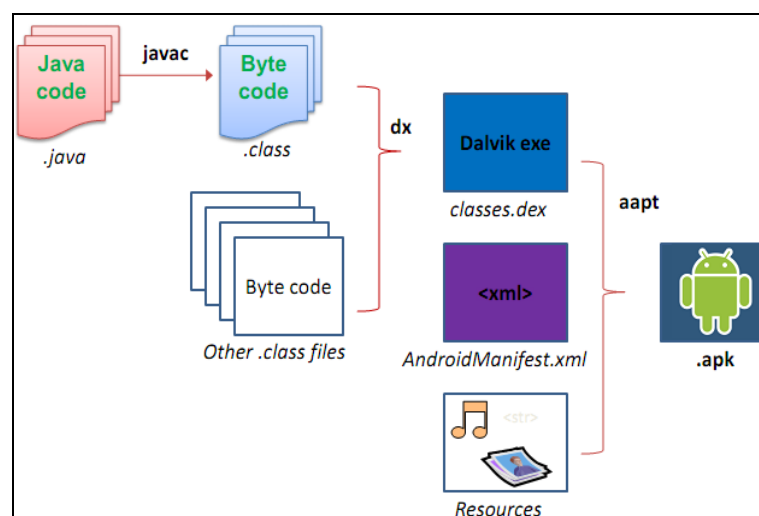 Java
code
.java
javac
Byte
code
.class
Byte code
Other .class files
dx
Dalvik exe
classes.dex
<xml>
AndroidManifest.xml
<str>
Resources
aapt
.apk